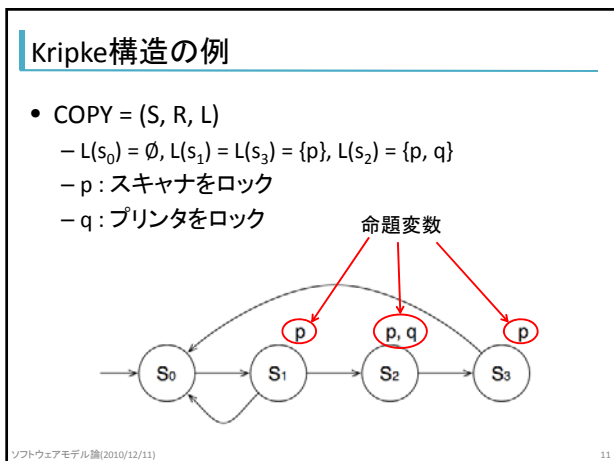 Kripke構造の例
• COPY = (S, R, L)
– L(s₀) = Ø, L(s₁) = L(s₃) = {p}, L(s₂) = {p, q}
– p : スキャナをロック
– q : プリンタをロック
命題変数
p
p, q
p
S₀
S₁
S₂
S₃
ソフトウェアモデル論(2010/12/11)
11